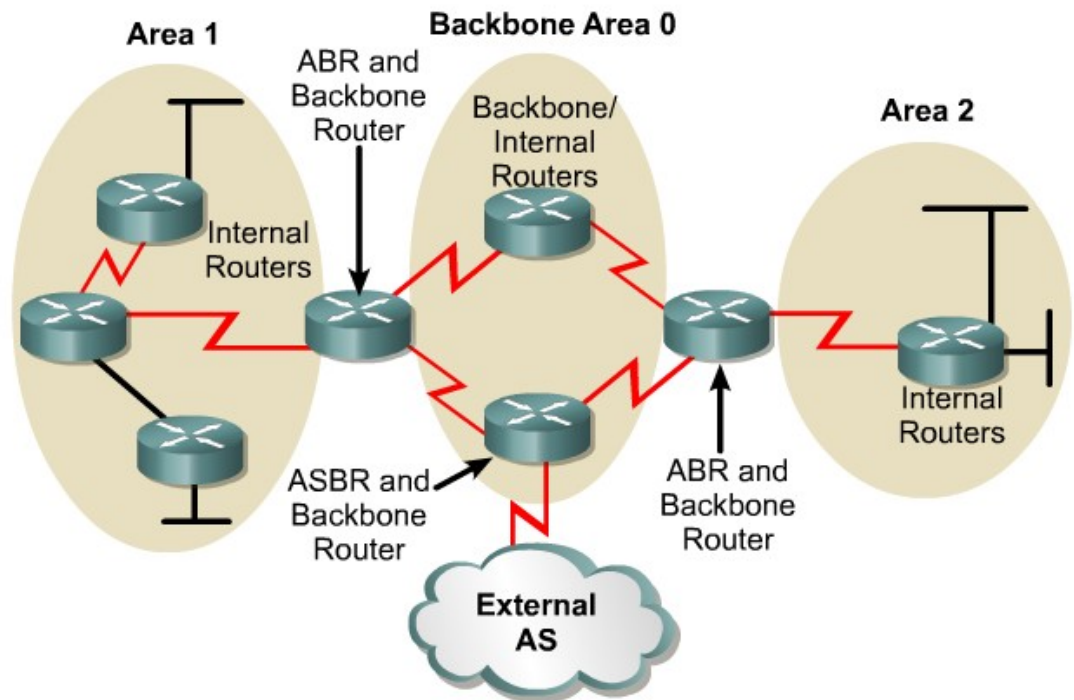 Area 1
Backbone Area 0
ABR and
Backbone
Router
Backbone/
Internal
Routers
Area 2
Internal
Routers
Internal
Routers
ASBR and
Backbone
Router
ABR and
Backbone
Router
External
AS